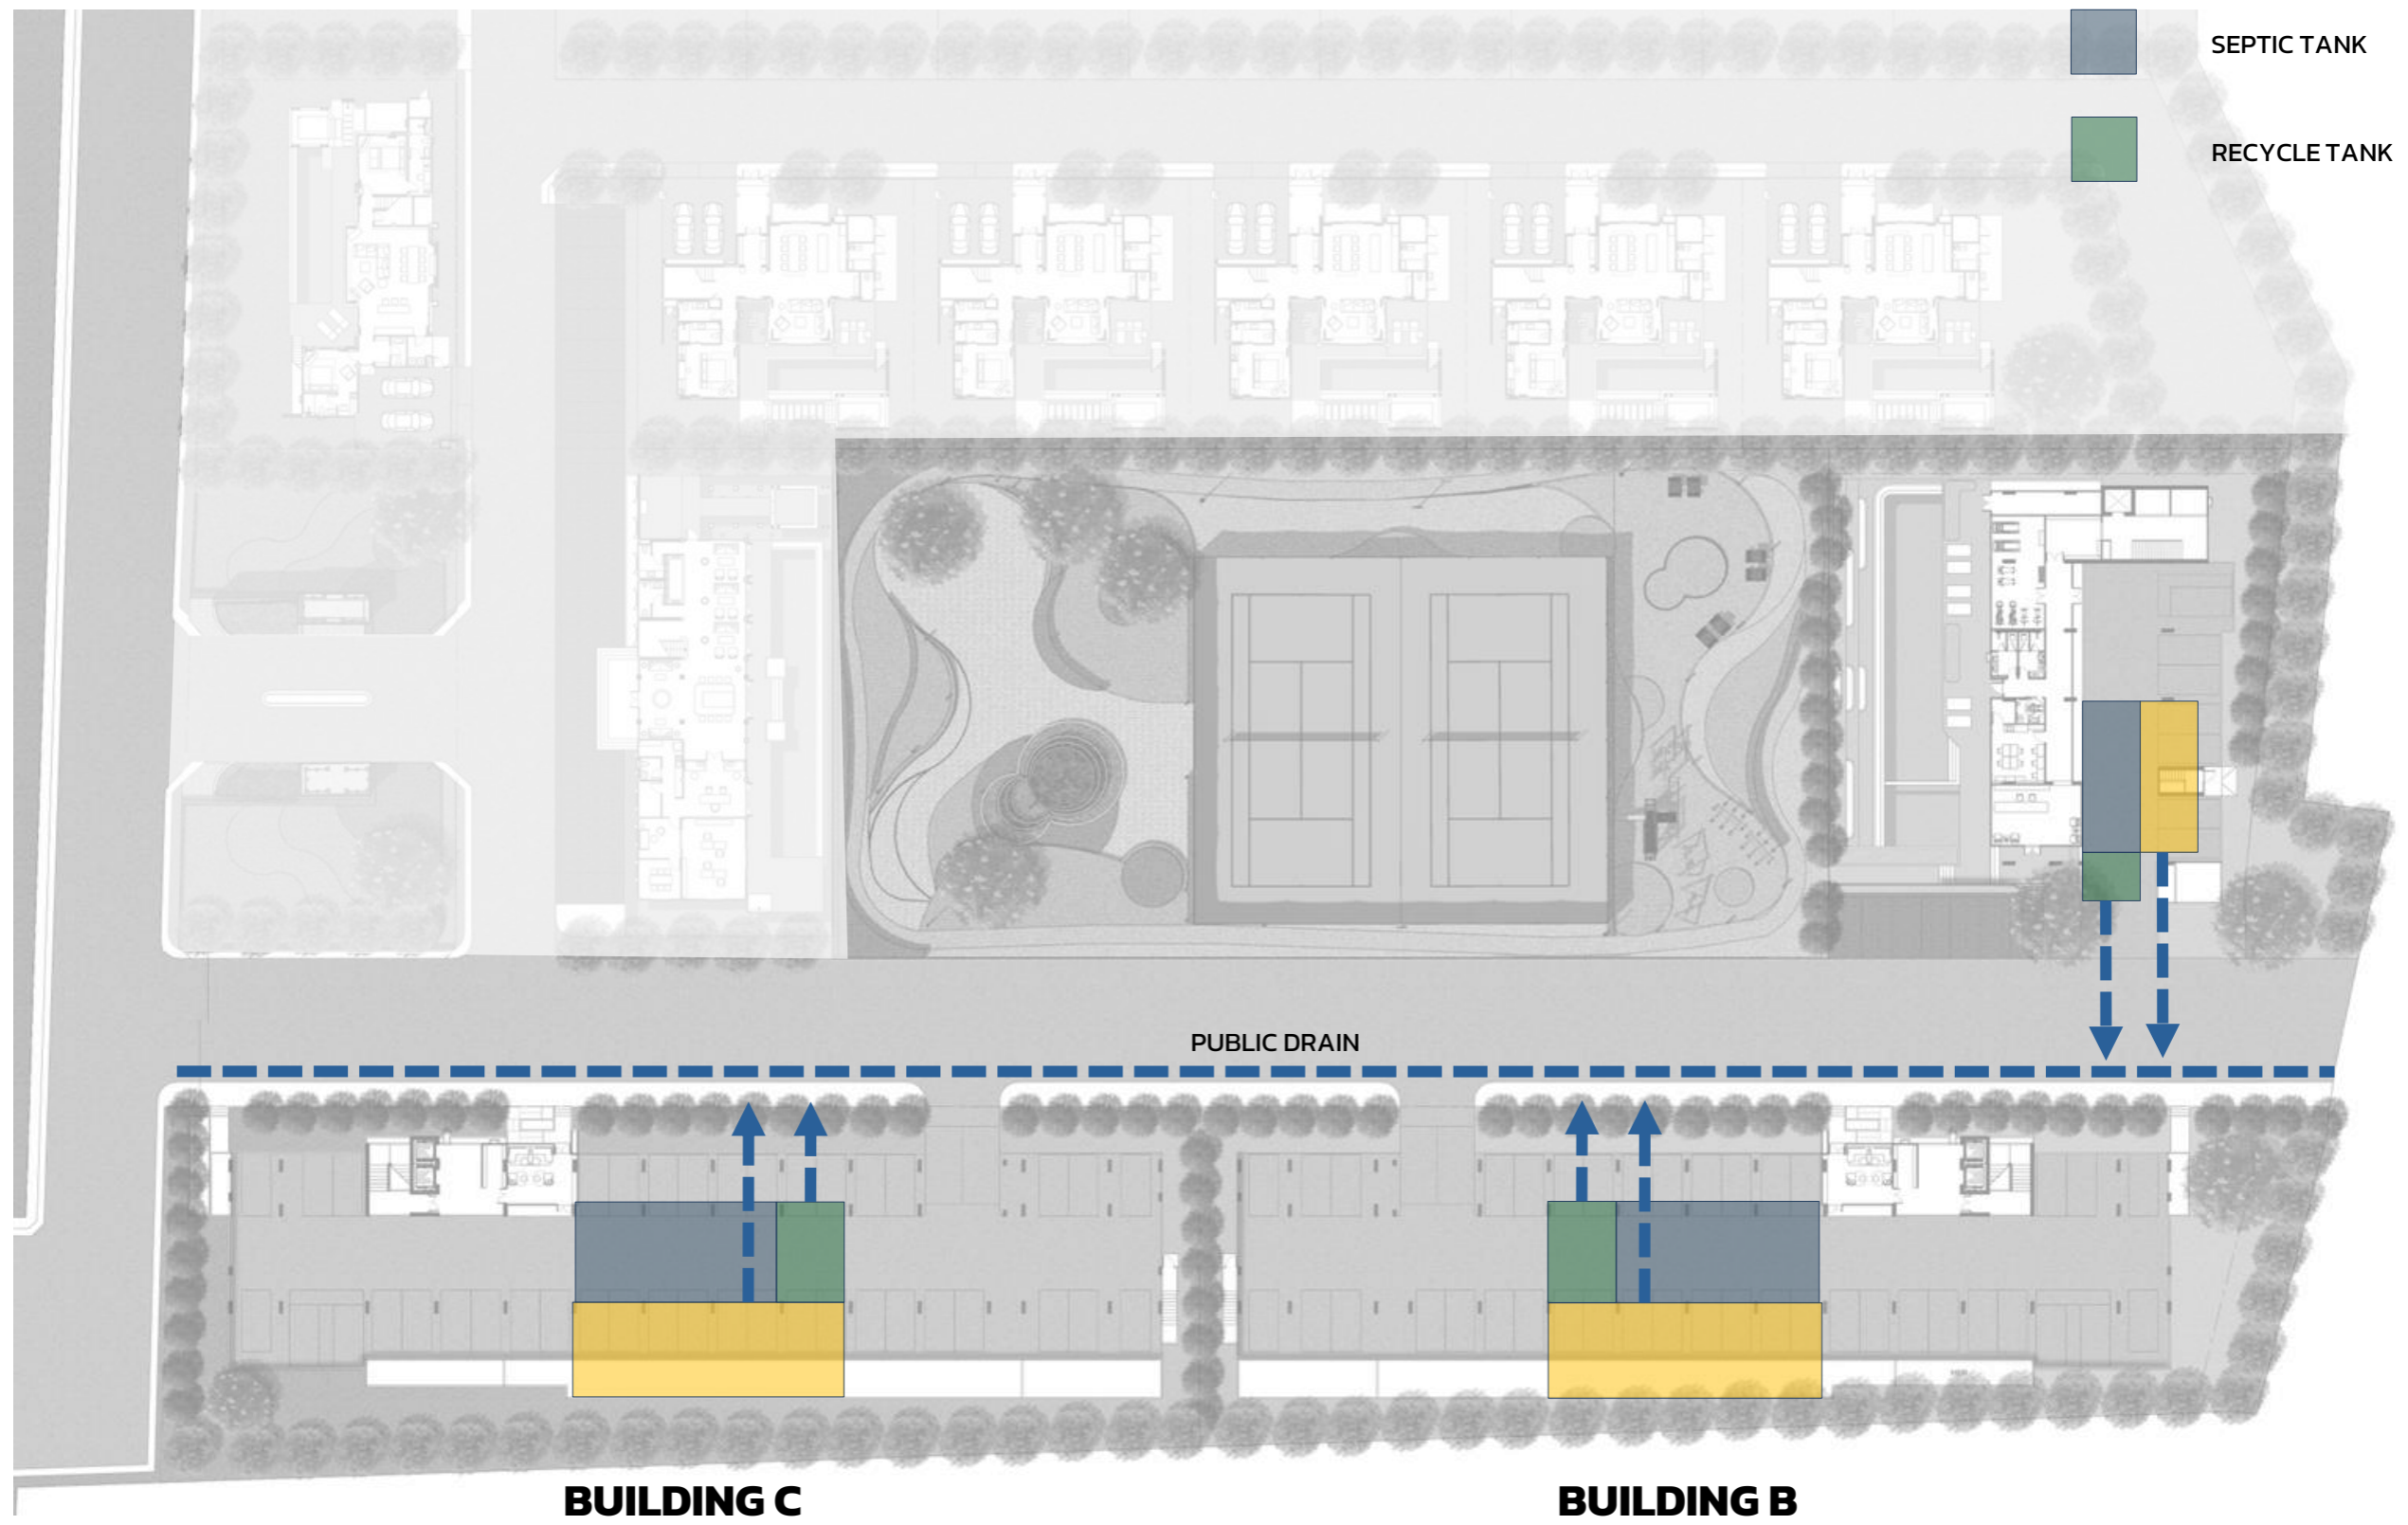 SEPTIC TANK
RECYCLE TANK
PUBLIC DRAIN
BUILDING C
BUILDING B